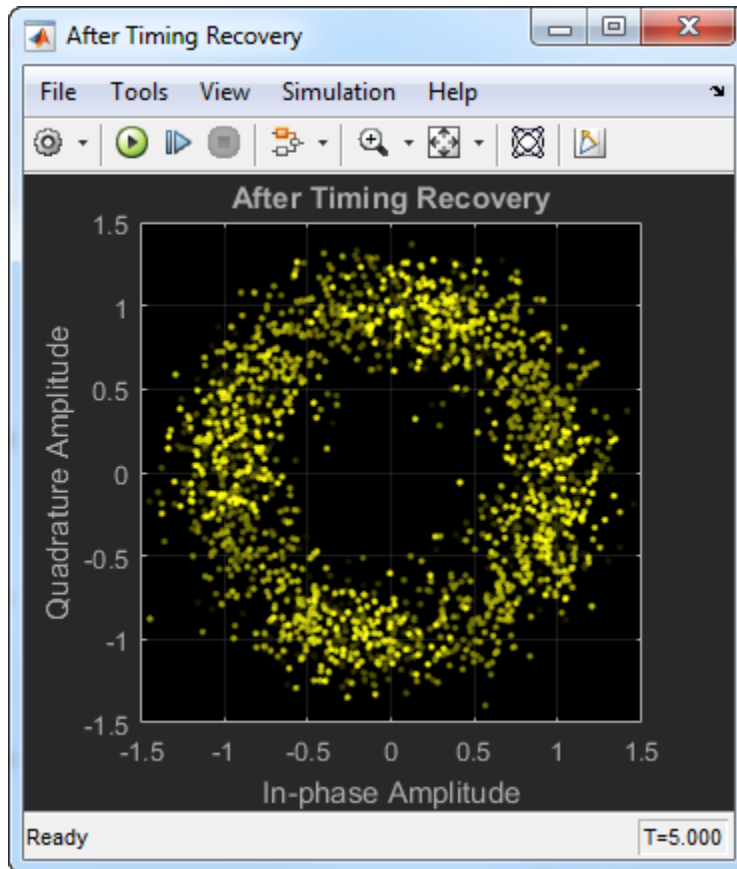 After Timing Recovery
File Tools View Simulation Help
After Timing Recovery
1.5
1
0.5
0
-0.5
-1
-1.5
Quadrature Amplitude
-1.5 -1 -0.5 0 0.5 1 1.5
In-phase Amplitude
Ready T=5.000